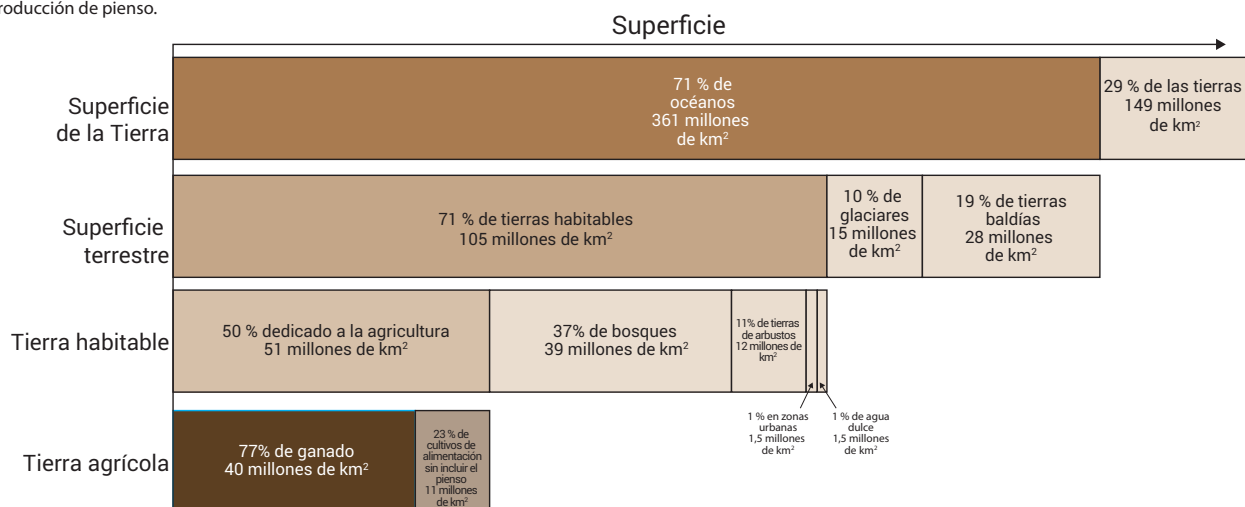 roducción de pienso.
Superficie
Superficie
de la Tierra
71 % de
océanos
361 millones
de km²
29 % de las tierras
149 millones
de km²
Superficie
terrestre
71 % de tierras habitables
105 millones de km²
10 % de
glaciares
15 millones
de km²
19 % de tierras
baldías
28 millones
de km²
Tierra habitable
50 % dedicado a la agricultura
51 millones de km²
37% de bosques
39 millones de km²
11% de tierras
de arbustos
12 millones de
km²
1 % en zonas
urbanas
1,5 millones
de km²
1 % de agua
dulce
1,5 millones
de km²
Tierra agrícola
77% de ganado
40 millones de km²
23 % de
cultivos de
alimentación
sin incluir el
pienso
11 millones
de km²